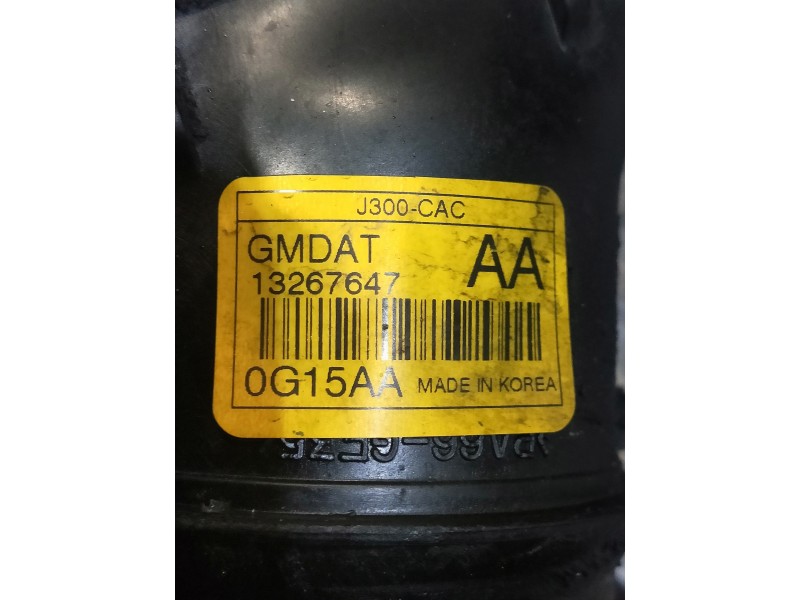 J300-CAC
GMDAT
AA
13267647
0G15AA MADE IN KOREA